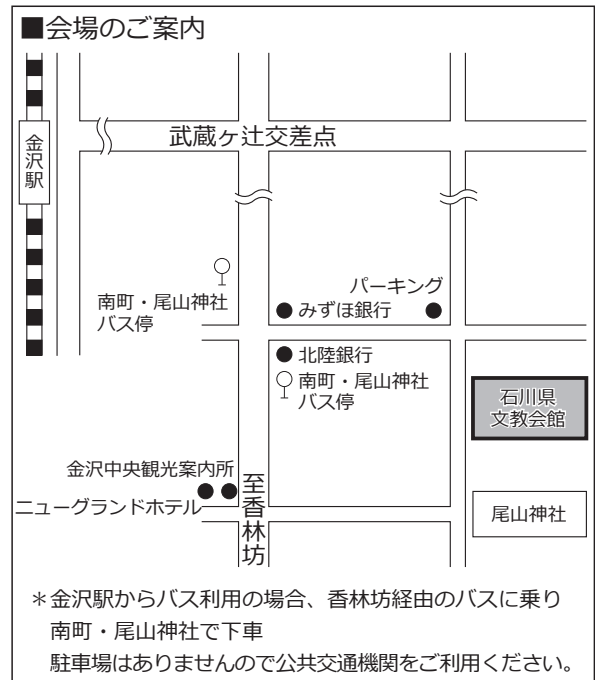 ■会場のご案内
金沢駅
武蔵ヶ辻交差点
南町・尾山神社
バス停
パーキング
みずほ銀行
北陸銀行
南町・尾山神社
バス停
石川県
文教会館
金沢中央観光案内所
ニューグランドホテル
至香林坊
尾山神社
＊金沢駅からバス利用の場合、香林坊経由のバスに乗り
南町・尾山神社で下車
駐車場はありませんので公共交通機関をご利用ください。